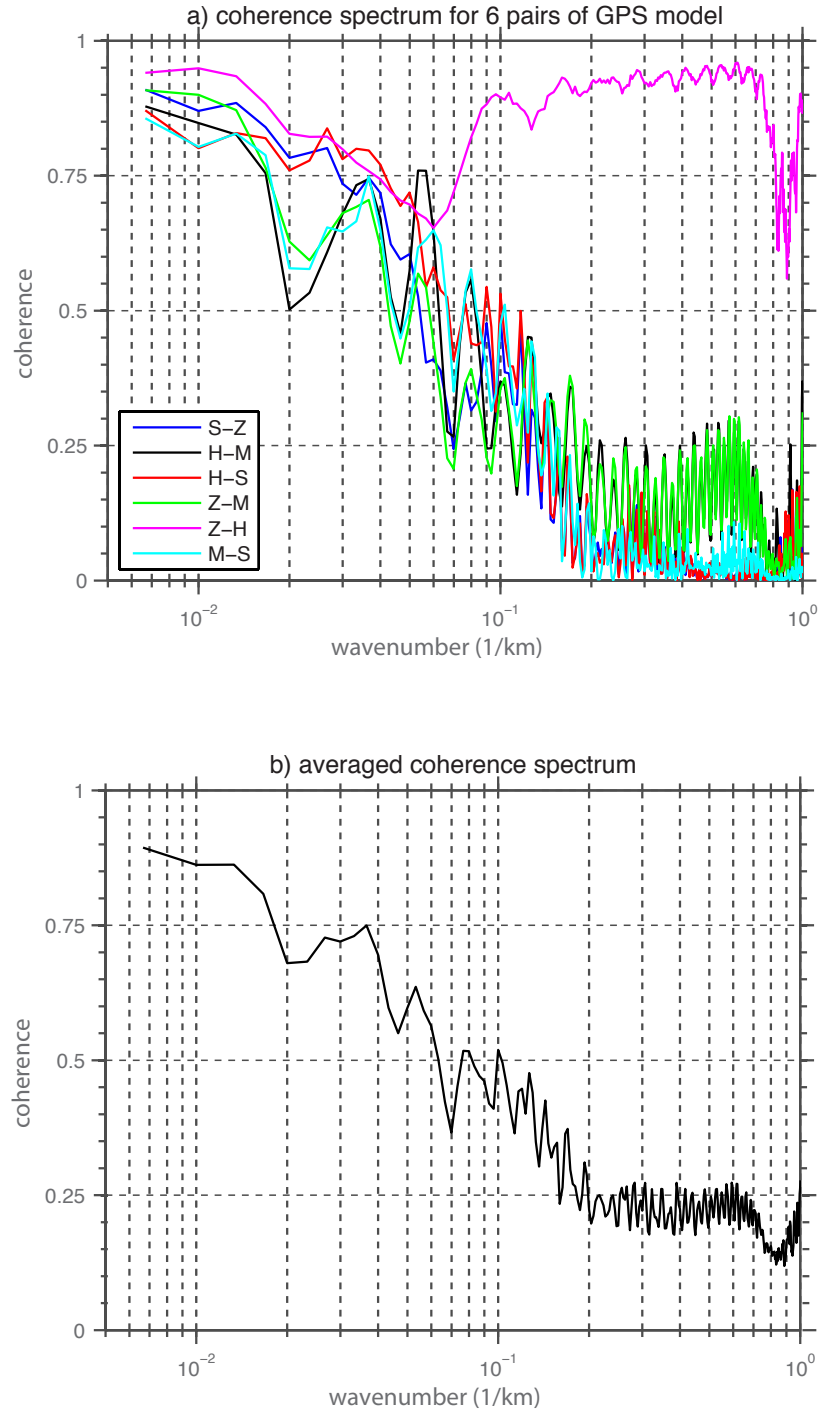 a) coherence spectrum for 6 pairs of GPS model
1
0.75
0.5
0.25
0
coherence
S−Z
H−M
H−S
Z−M
Z−H
M−S
10⁻²
10⁻¹
10⁰
wavenumber (1/km)
b) averaged coherence spectrum
1
0.75
0.5
0.25
0
coherence
10⁻²
10⁻¹
10⁰
wavenumber (1/km)